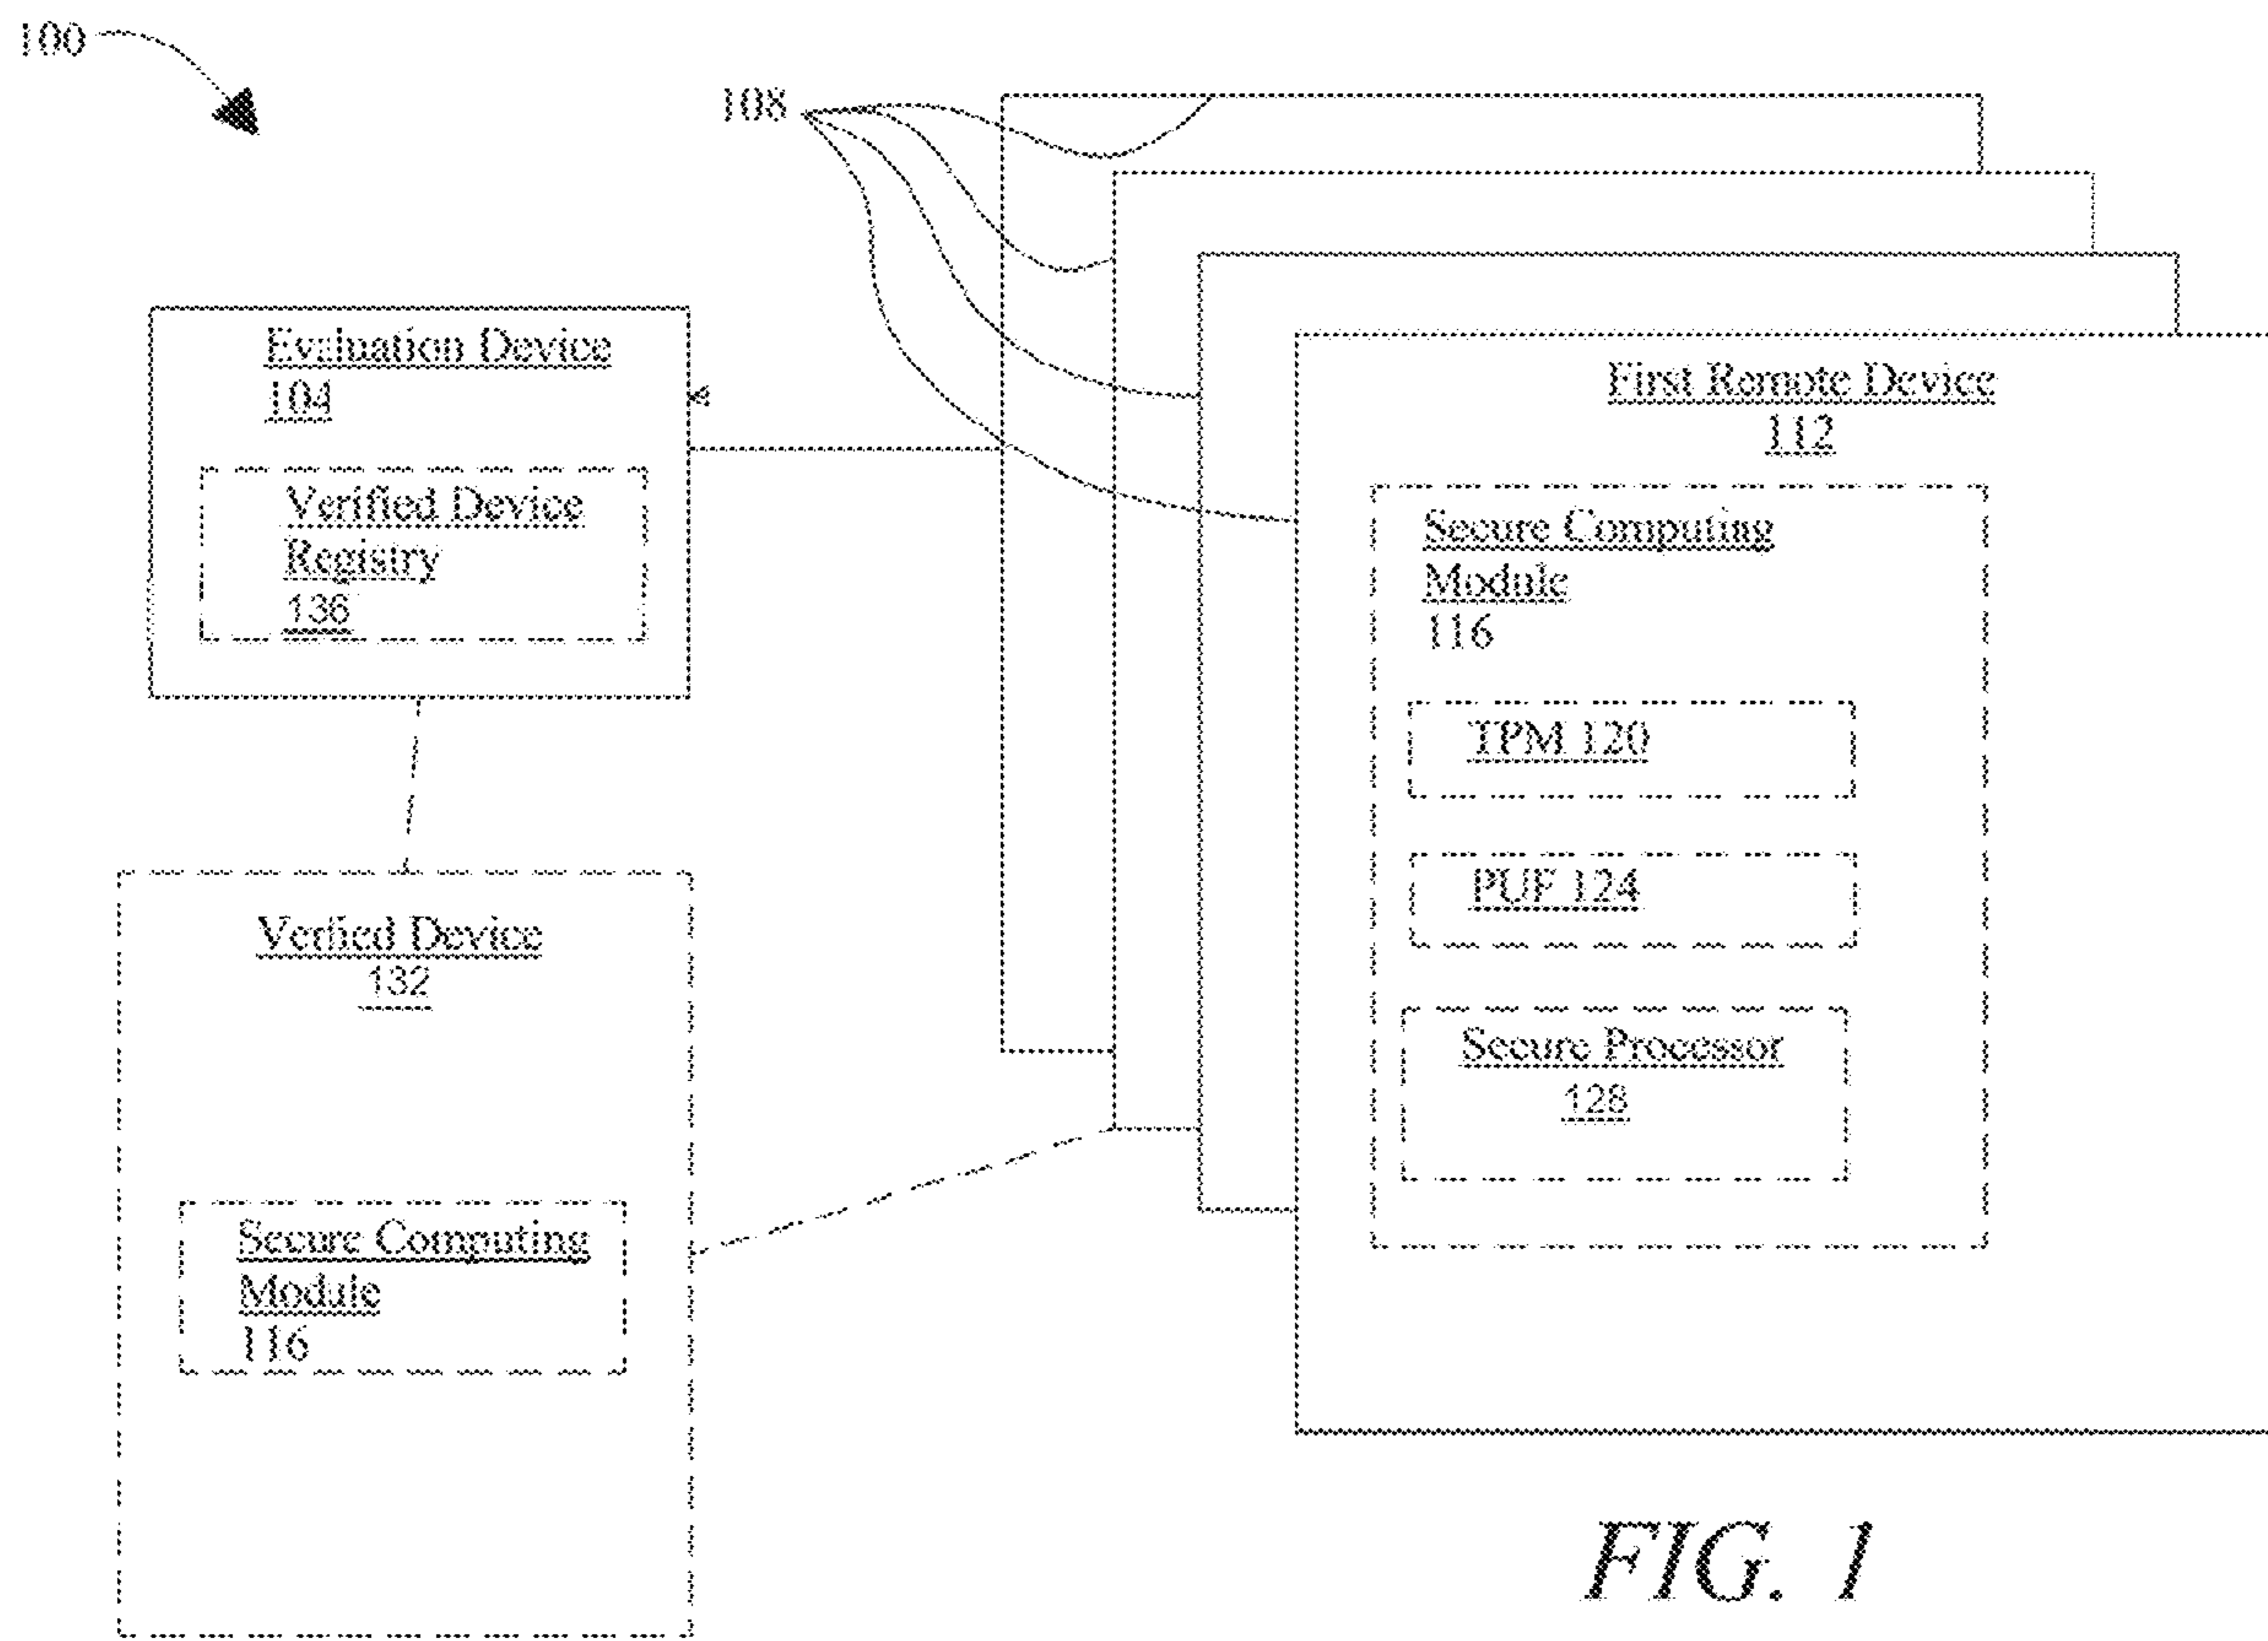 100
108
Evaluation Device
104
Verified Device
Registry
136
First Remote Device
112
Secure Computing
Module
116
TPM 120
PUF 124
Secure Processor
128
Verfied Device
132
Secure Computing
Module
116
FIG. 1